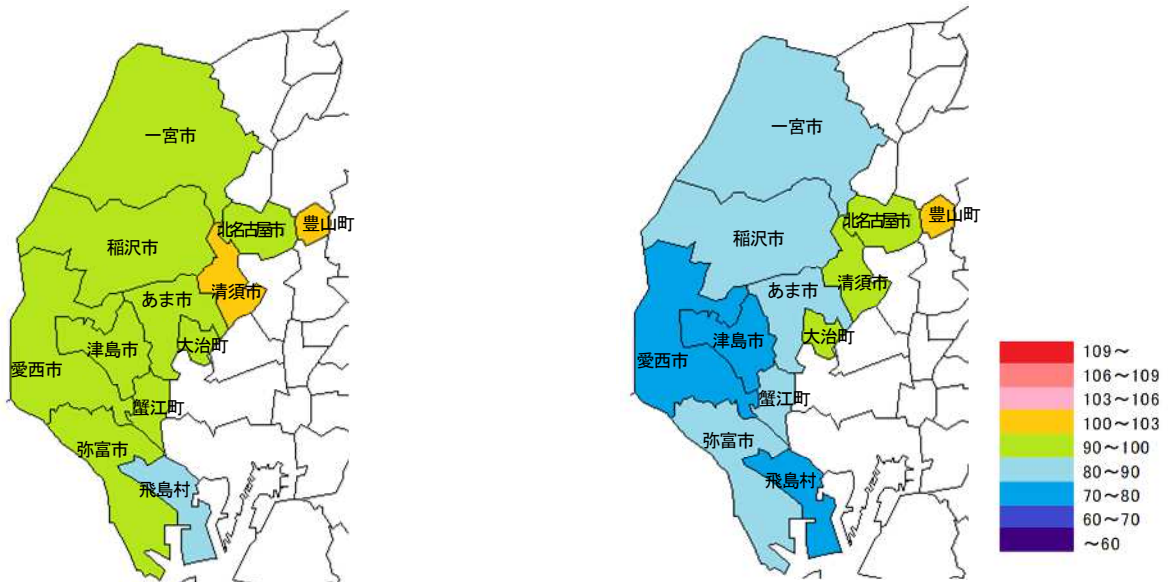 一宮市
北名古屋市
豊山町
稲沢市
清須市
あま市
津島市
大治町
愛西市
蟹江町
弥富市
飛島村
一宮市
北名古屋市
豊山町
稲沢市
清須市
あま市
津島市
大治町
愛西市
蟹江町
弥富市
飛島村
109～
106～109
103～106
100～103
90～100
80～90
70～80
60～70
～60